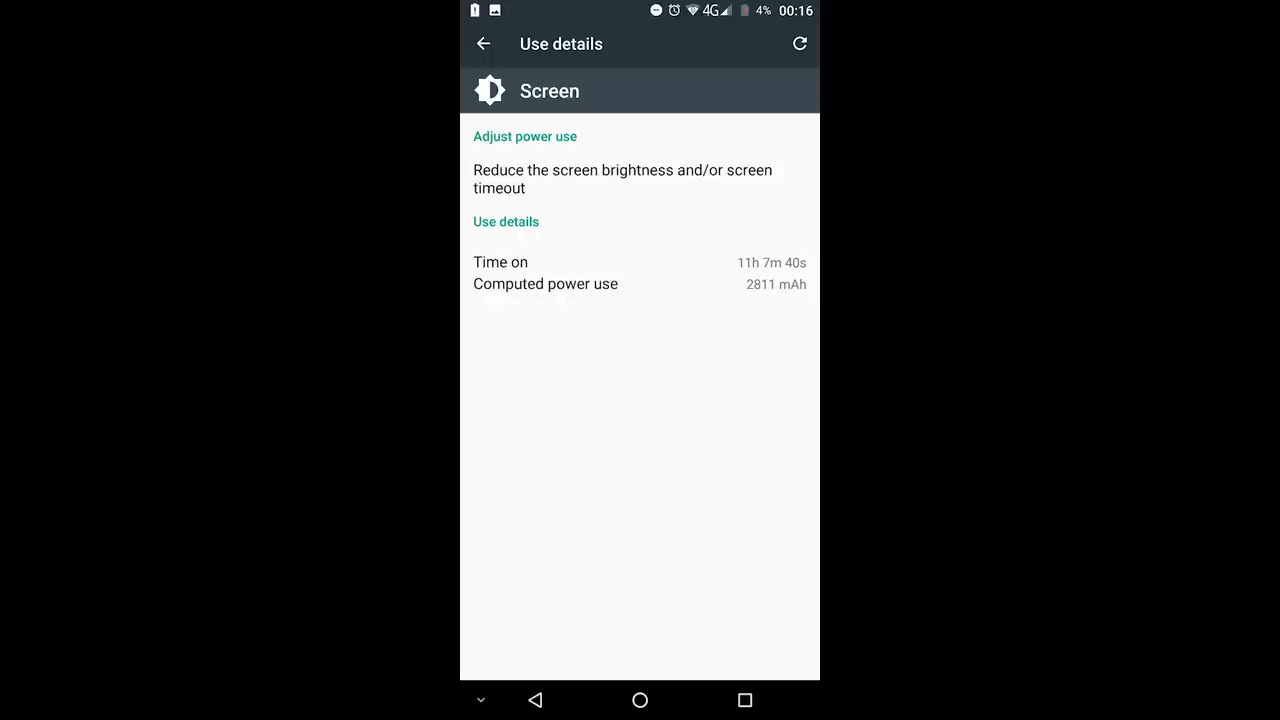 4G 4% 00:16
Use details
Screen
Adjust power use
Reduce the screen brightness and/or screen
timeout
Use details
Time on 11h 7m 40s
Computed power use 2811 mAh